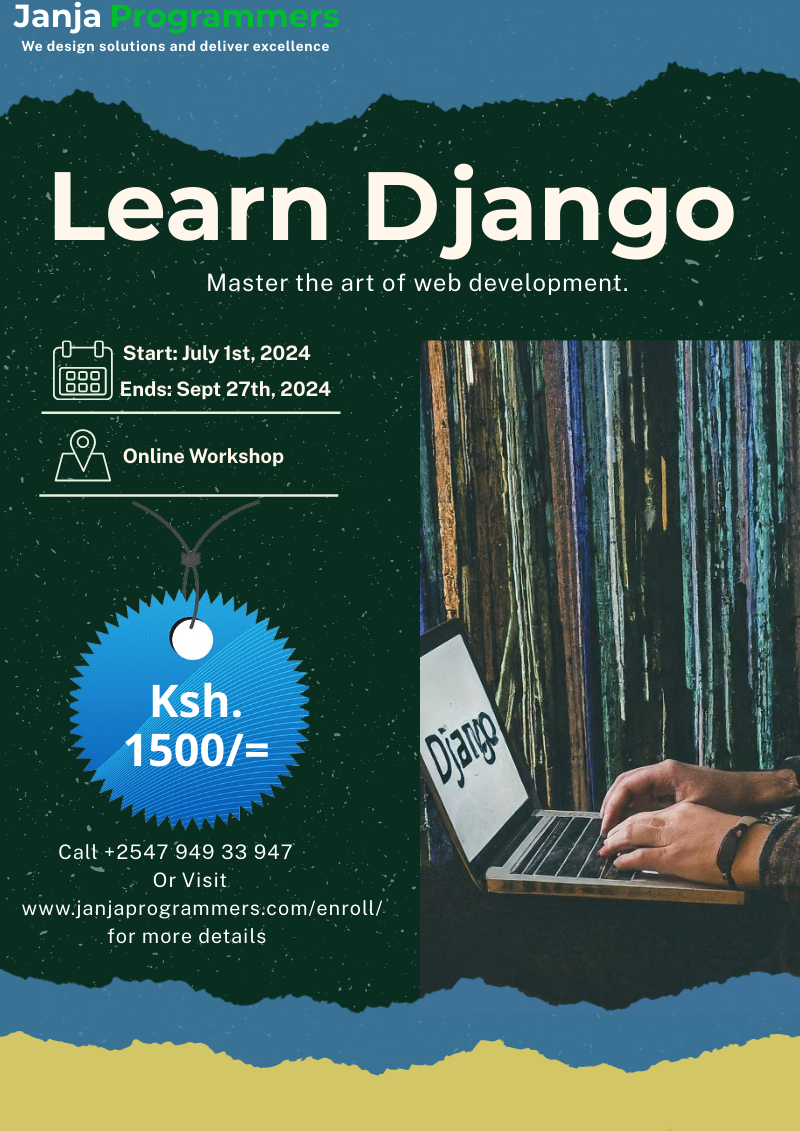 Janja Programmers
We design solutions and deliver excellence
Learn Django
Master the art of web development.
Start: July 1st, 2024
Ends: Sept 27th, 2024
Online Workshop
Ksh.
1500/=
Django
Call +2547 949 33 947
Or Visit
www.janjaprogrammers.com/enroll/
for more details